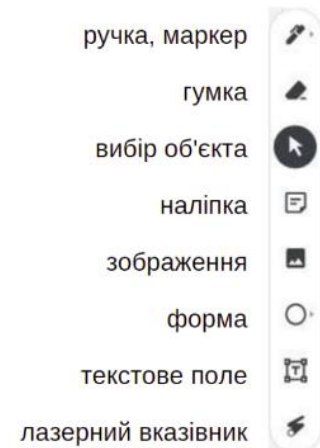 ручка, маркер
гумка
вибір об'єкта
наліпка
зображення
форма
текстове поле
лазерний вказівник